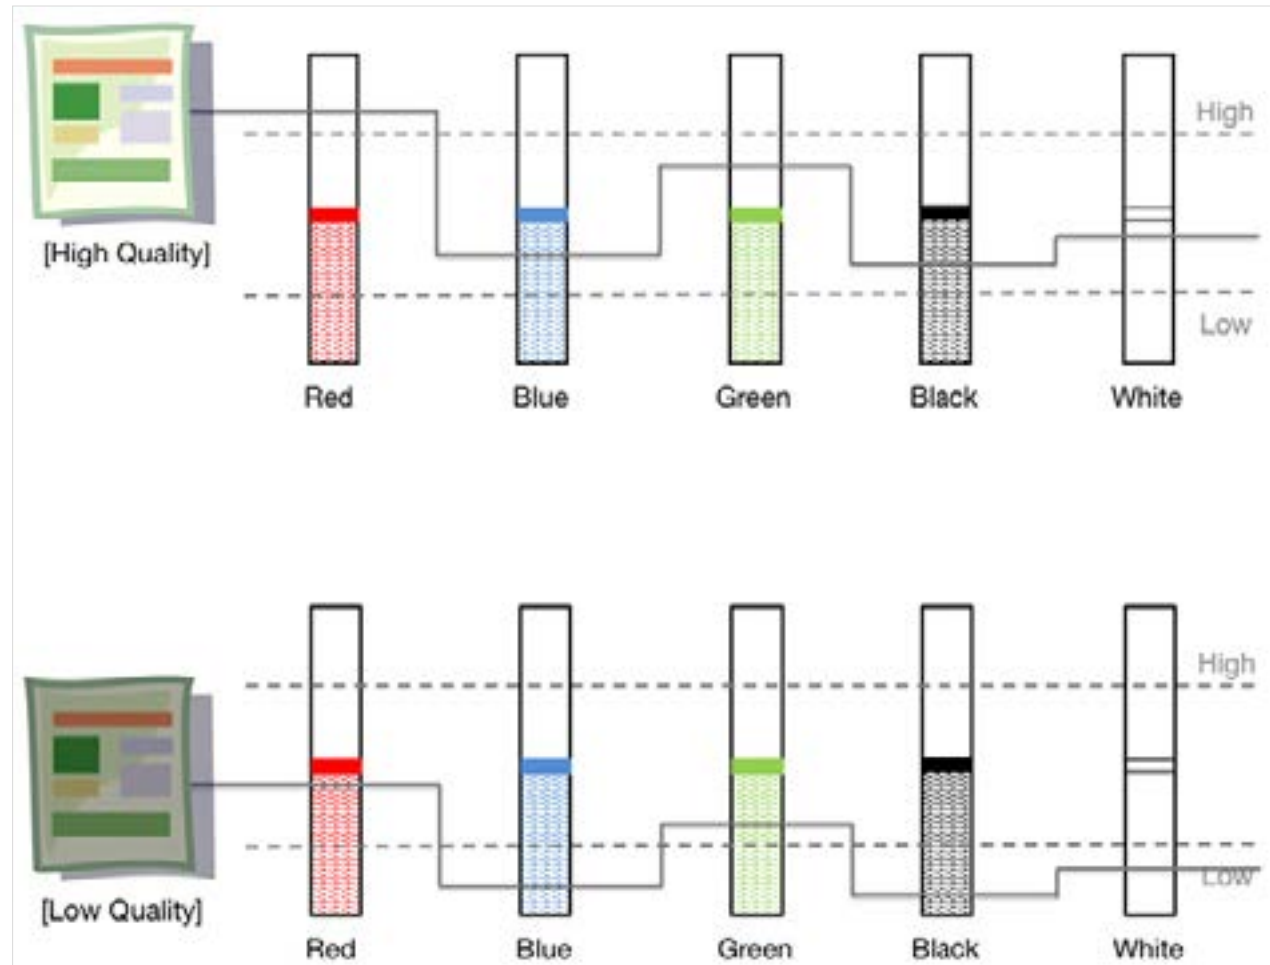 High
[High Quality]
Low
Red Blue Green Black White
High
Low
[Low Quality]
Red Blue Green Black White